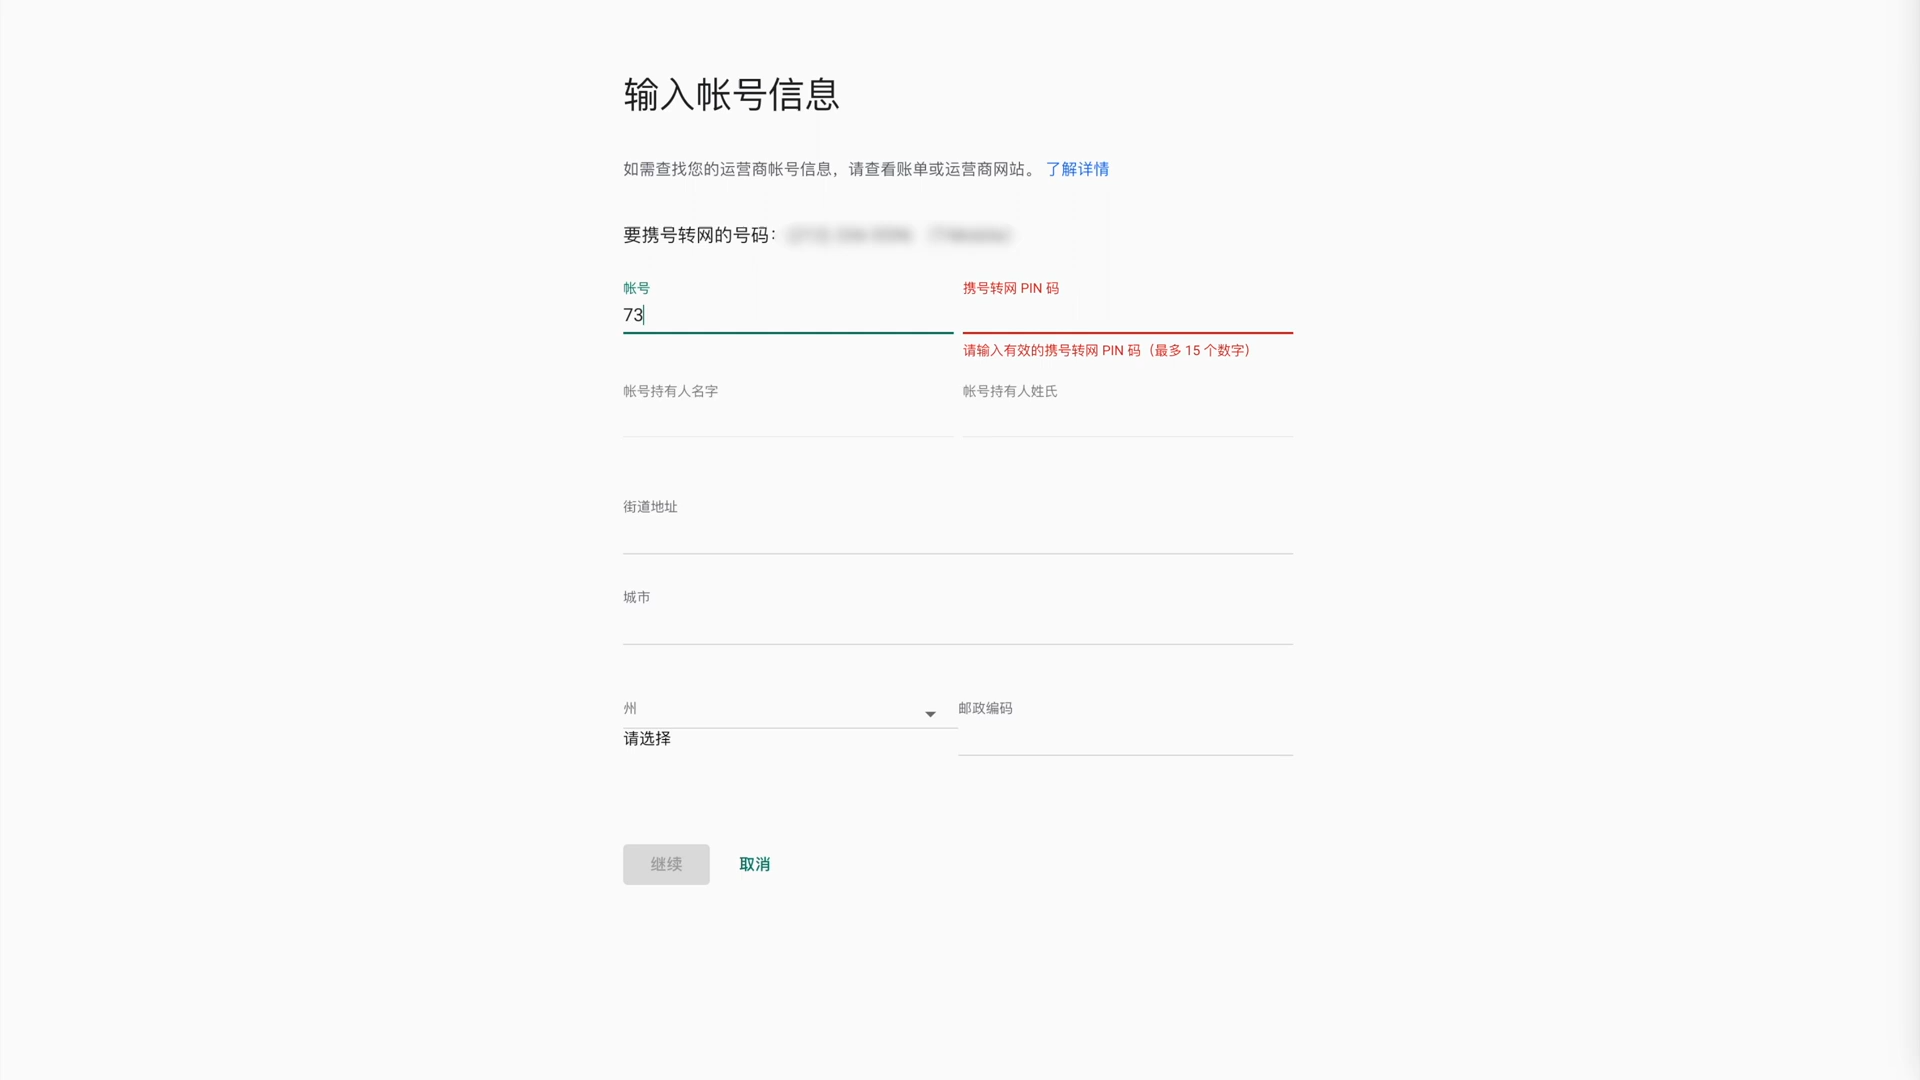 输入帐号信息
如需查找您的运营商帐号信息，请查看账单或运营商网站。 了解详情
要携号转网的号码：
帐号
携号转网 PIN 码
73
请输入有效的携号转网 PIN 码（最多 15 个数字）
帐号持有人名字
帐号持有人姓氏
街道地址
城市
州
邮政编码
请选择
继续
取消